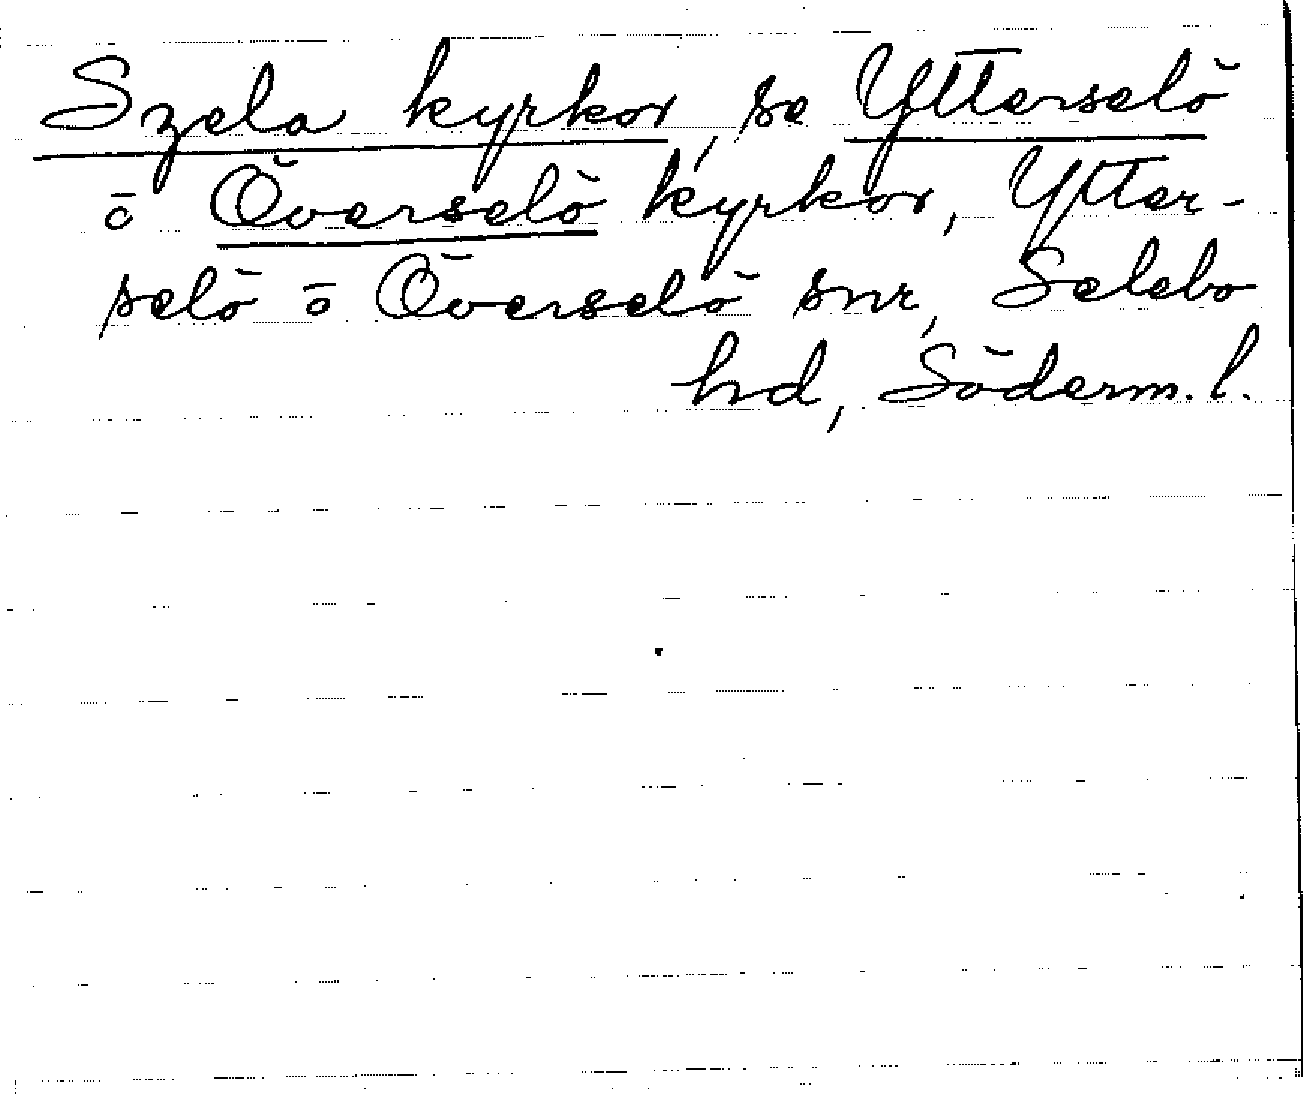 Szela kyrkor, se Ytterselö
o Överselö kyrkor, Ytter-
selö o Överselö snr, Selebo
hd, Söderm. l.